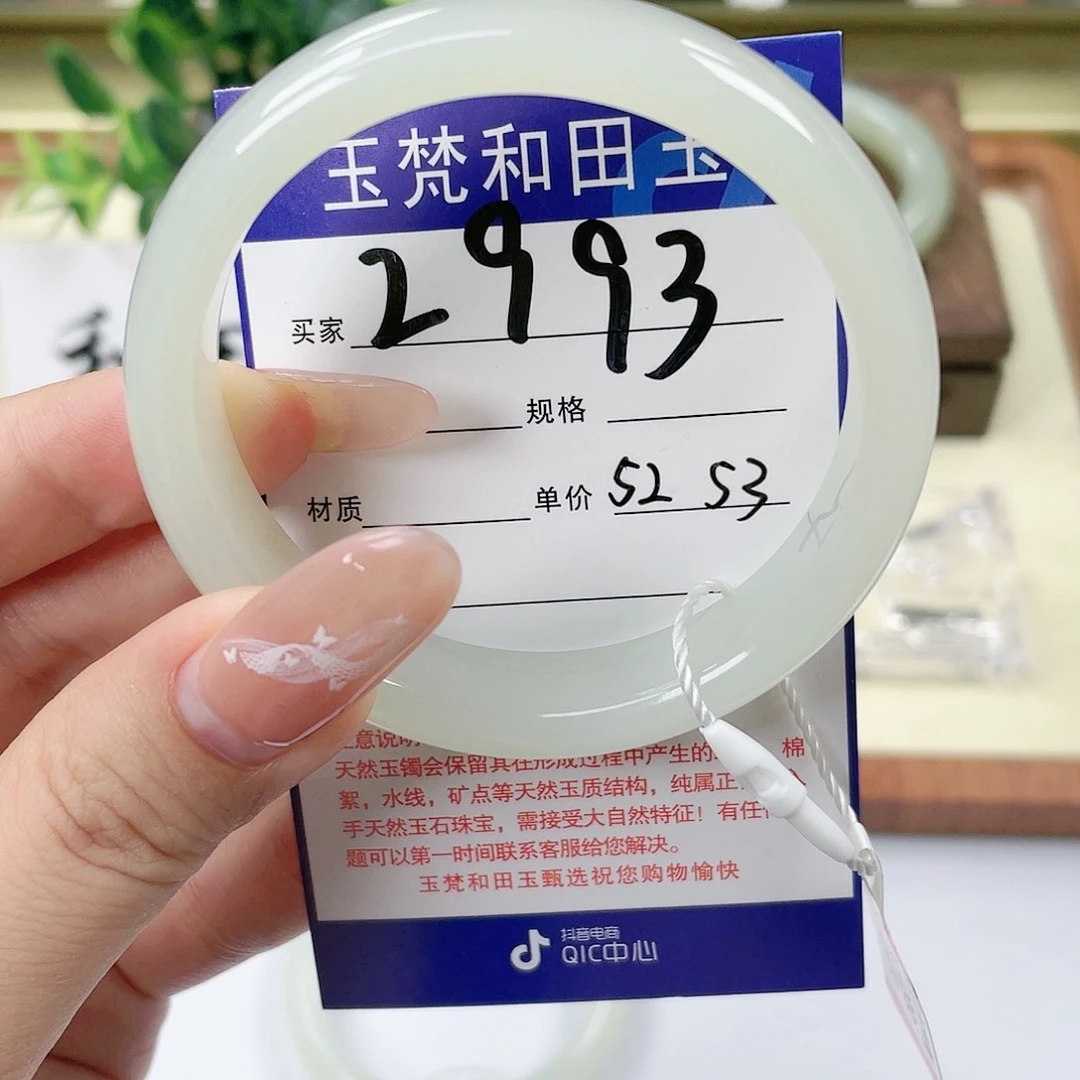 玉梵和田玉
买家 2993
规格
材质 单价 52 53
意说明
天然玉镯会保留其在形成过程中产生的 棉
絮，水线，矿点等天然玉质结构，纯属正
手天然玉石珠宝，需接受大自然特征！有任
题可以第一时间联系客服给您解决。
玉梵和田玉甄选祝您购物愉快
抖音电商
QIC中心